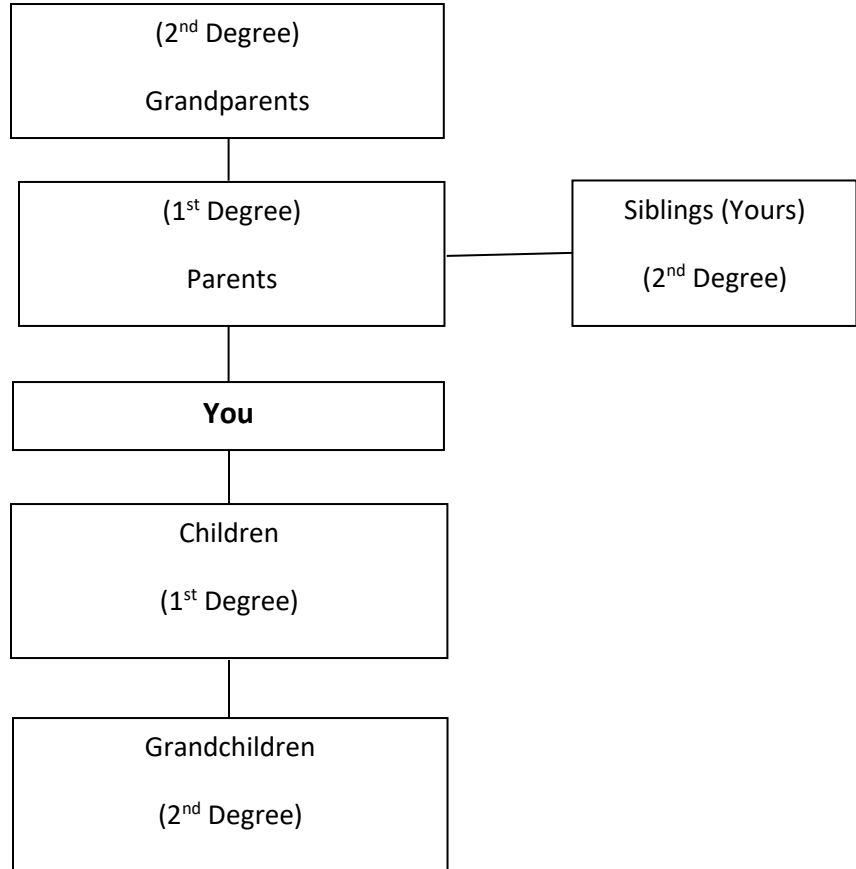 (2nd Degree)
Grandparents
(1st Degree)
Parents
Siblings (Yours)
(2nd Degree)
You
Children
(1st Degree)
Grandchildren
(2nd Degree)